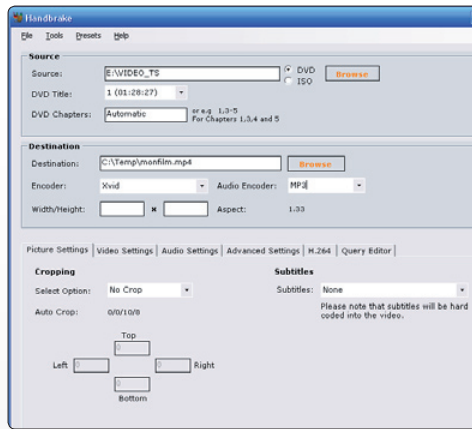 Handbrake
File Tools Presets Help
Source
Source: E:\VIDEO_TS DVD ISO Browse
DVD Title: 1 (01:28:27)
DVD Chapters: Automatic or e.g 1,3-5
For Chapters 1,3,4 and 5
Destination
Destination: C:\Temp\monfilm.mp4 Browse
Encoder: Xvid Audio Encoder: MP3
Width/Height: x Aspect: 1.33
Picture Settings Video Settings Audio Settings Advanced Settings H.264 Query Editor
Cropping Subtitles
Select Option: No Crop Subtitles: None
Please note that subtitles will be hard
coded into the video.
Auto Crop: 0/0/10/8
Top
0
Left 0 0 Right
0
Bottom